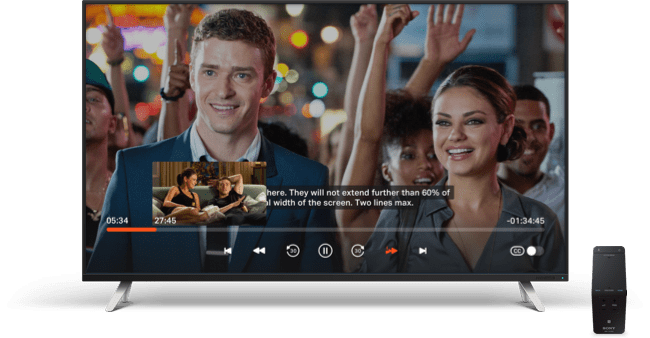 here. They will not extend further than 60% of
l width of the screen. Two lines max.
05:34
27:45
-01:34:45
30
30
CC
SONY